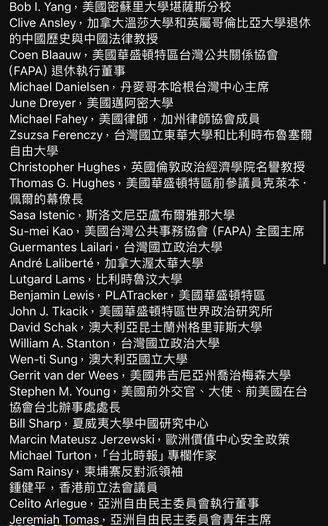 Bob I. Yang，美國密蘇里大學堪薩斯分校
Clive Ansley，加拿大溫莎大學和英屬哥倫比亞大學退休
的中國歷史與中國法律教授
Coen Blaauw，美國華盛頓特區台灣公共關係協會
(FAPA) 退休執行董事
Michael Danielsen，丹麥哥本哈根台灣中心主席
June Dreyer，美國邁阿密大學
Michael Fahey，美國律師，加州律師協會成員
Zsuzsa Ferenczy，台灣國立東華大學和比利時布魯塞爾
自由大學
Christopher Hughes，英國倫敦政治經濟學院名譽教授
Thomas G. Hughes，美國華盛頓特區前參議員克萊本·
佩爾的幕僚長
Sasa Istenic，斯洛文尼亞盧布爾雅那大學
Su-mei Kao，美國台灣公共事務協會 (FAPA) 全國主席
Guermantes Lailari，台灣國立政治大學
André Laliberté，加拿大渥太華大學
Lutgard Lams，比利時魯汶大學
Benjamin Lewis，PLATracker，美國華盛頓特區
John J. Tkacik，美國華盛頓特區世界政治研究所
David Schak，澳大利亞昆士蘭州格里菲斯大學
William A. Stanton，台灣國立政治大學
Wen-ti Sung，澳大利亞國立大學
Gerrit van der Wees，美國弗吉尼亞州喬治梅森大學
Stephen M. Young，美國前外交官、大使、前美國在台
協會台北辦事處處長
Bill Sharp，夏威夷大學中國研究中心
Marcin Mateusz Jerzewski，歐洲價值中心安全政策
Michael Turton，「台北時報」專欄作家
Sam Rainsy，柬埔寨反對派領袖
鍾健平，香港前立法會議員
Celito Arlegue，亞洲自由民主委員會執行董事
Jeremiah Tomas，亞洲自由民主委員會青年主席